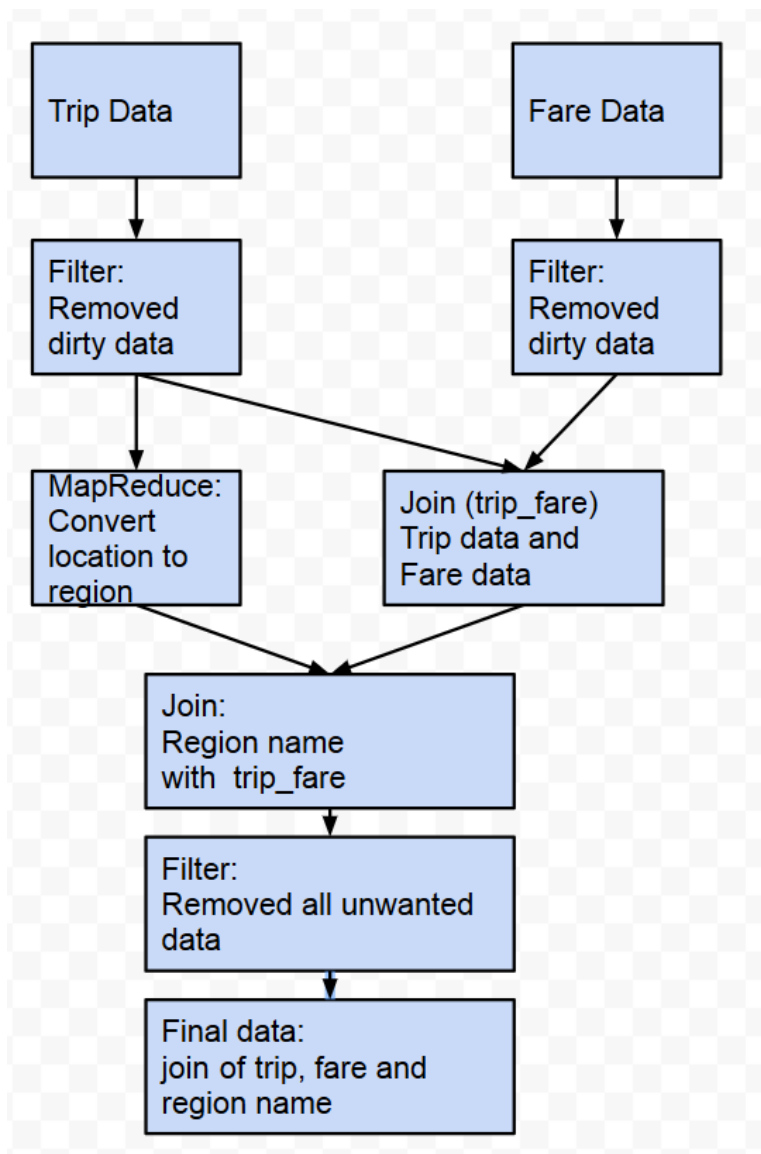 Trip Data
Fare Data
Filter:
Removed
dirty data
Filter:
Removed
dirty data
MapReduce:
Convert
location to
region
Join (trip_fare)
Trip data and
Fare data
Join:
Region name
with  trip_fare
Filter:
Removed all unwanted
data
Final data:
join of trip, fare and
region name